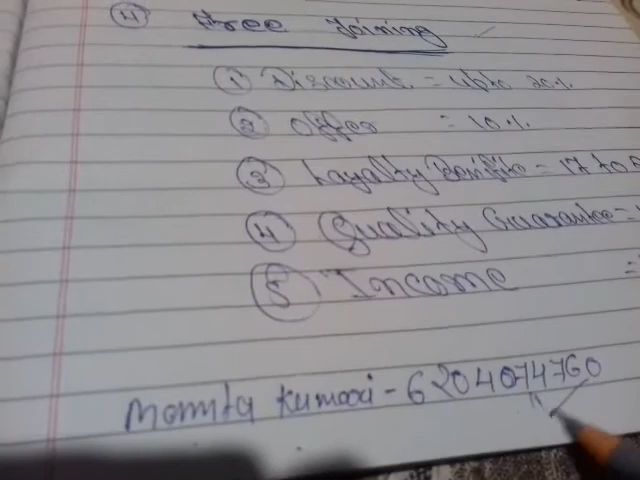 (4) Free Joining
(1) Discount = upto 20%
(2) Offer = 10%
(3) Loyalty Benifits = 17 to
(4) Quality Guarantee =
(5) Income =
Mamta Kumari - 6204074760